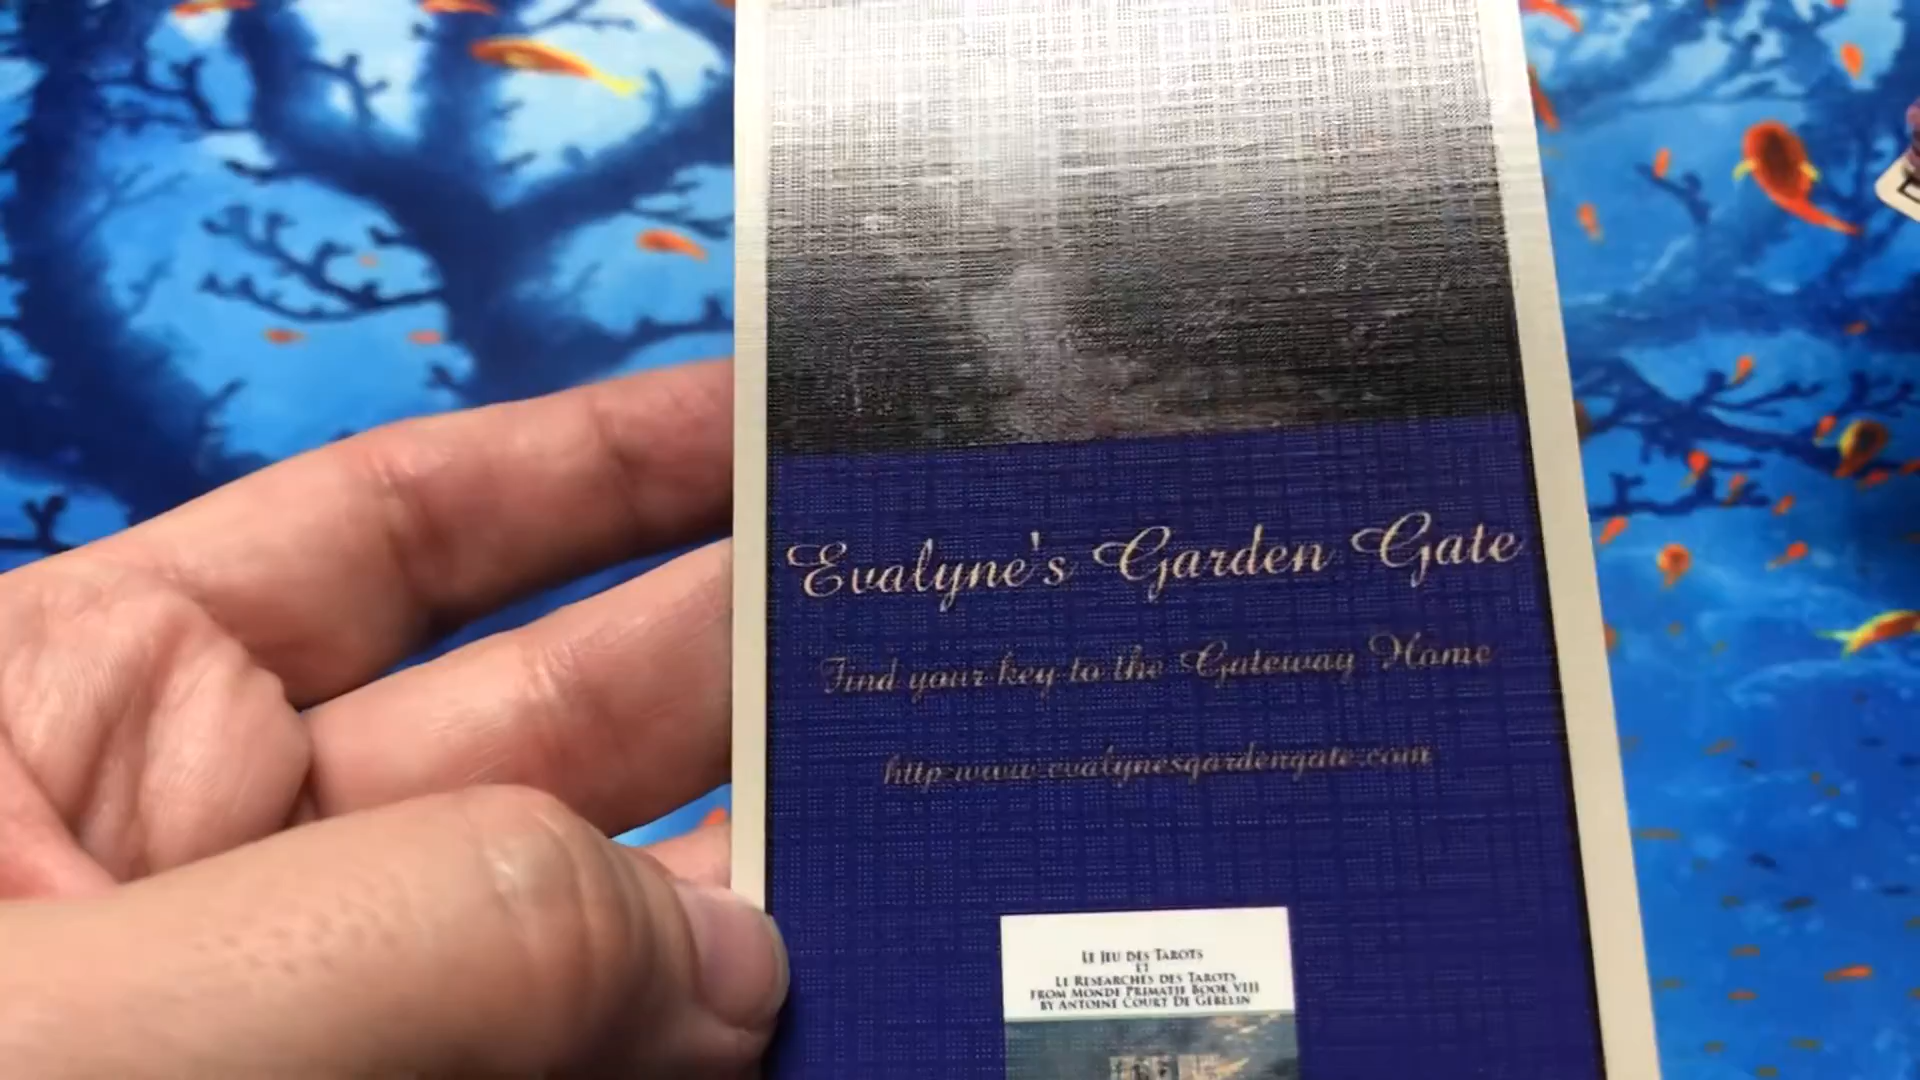 Evalyne's Garden Gate
Find your key to the Gateway Home
http:www.evalynesgardengate.com
LE JEU DES TAROTS
ET
LE RESEARCHES DES TAROTS
FROM MONDE PRIMATIF BOOK VIII
BY ANTOINE COURT DE GEBELIN